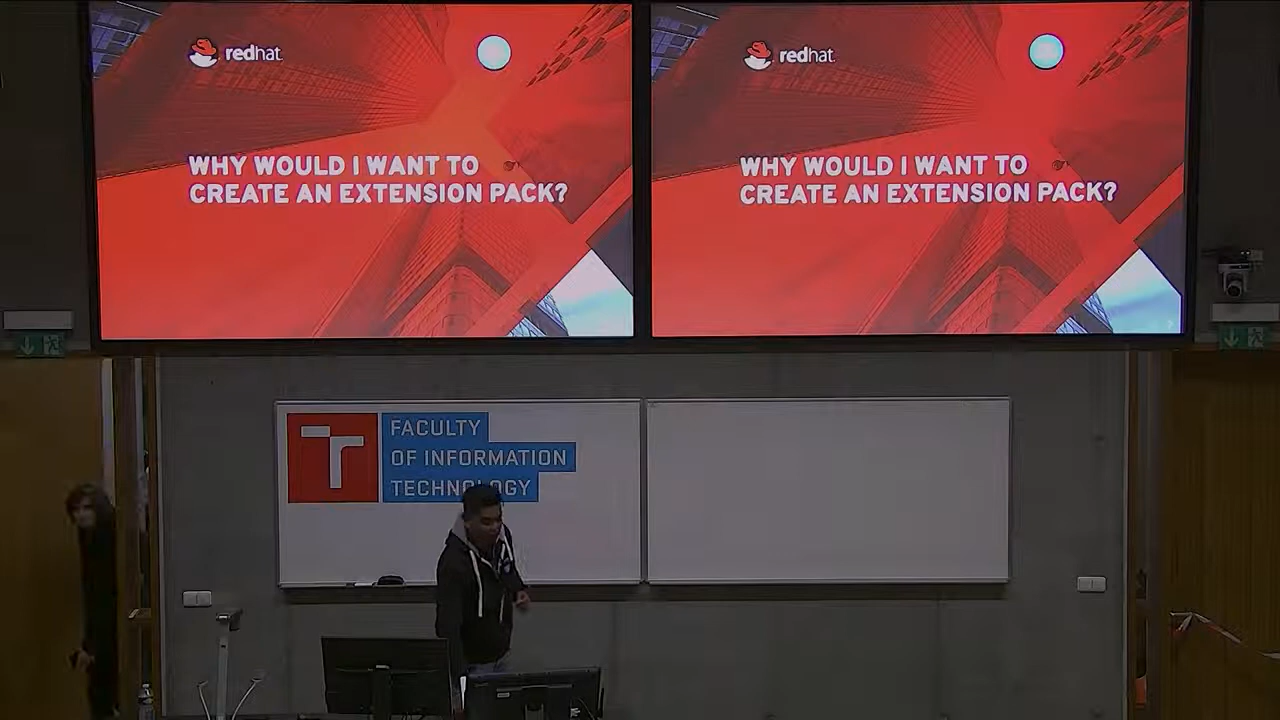 redhat.
WHY WOULD I WANT TO
CREATE AN EXTENSION PACK?
redhat.
WHY WOULD I WANT TO
CREATE AN EXTENSION PACK?
FACULTY
OF INFORMATION
TECHNOLOGY